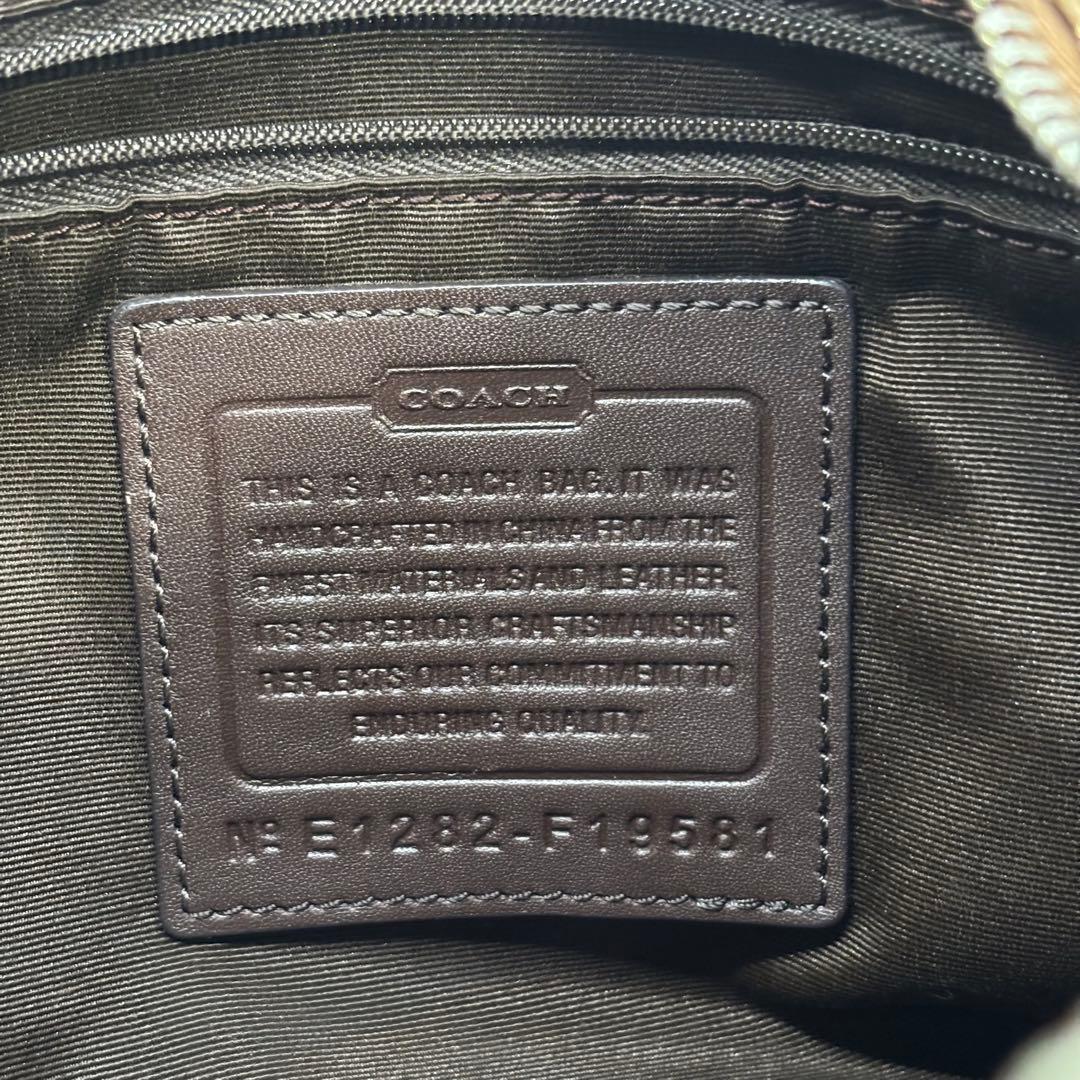 COACH
THIS IS A COACH BAG. IT WAS
HANDCRAFTED IN CHINA FROM THE
FINEST MATERIALS AND LEATHER.
ITS SUPERIOR CRAFTSMANSHIP
REFLECTS OUR COMMITMENT TO
ENDURING QUALITY.
Nº E1282-F19581